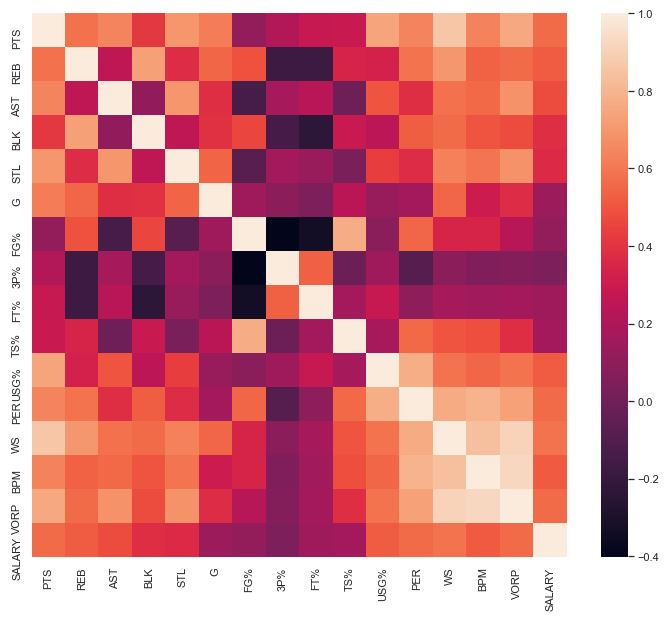 PTS
REB
AST
BLK
STL
G
FG%
3P%
FT%
TS%
USG%
PER
WS
BPM
VORP
SALARY
PTS
REB
AST
BLK
STL
G
FG%
3P%
FT%
TS%
USG%
PER
WS
BPM
VORP
SALARY
1.0
0.8
0.6
0.4
0.2
0.0
−0.2
−0.4